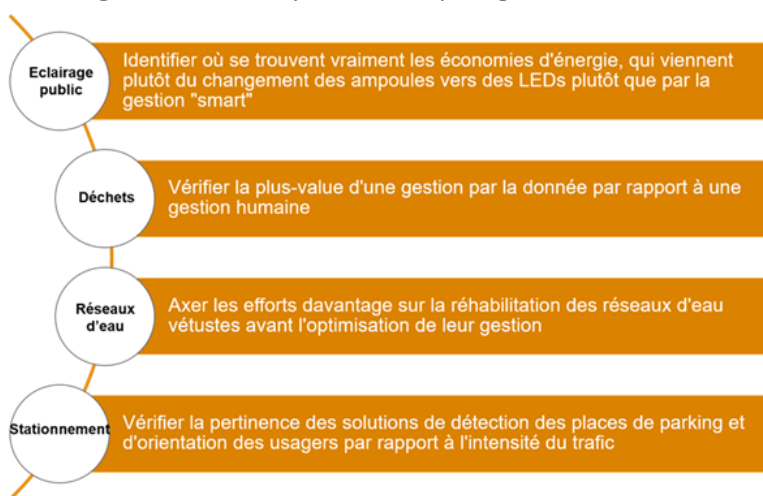 Eclairage
public
Identifier où se trouvent vraiment les économies d'énergie, qui viennent
plutôt du changement des ampoules vers des LEDs plutôt que par la
gestion "smart"
Déchets
Vérifier la plus-value d'une gestion par la donnée par rapport à une
gestion humaine
Réseaux
d'eau
Axer les efforts davantage sur la réhabilitation des réseaux d'eau
vétustes avant l'optimisation de leur gestion
Stationnement
Vérifier la pertinence des solutions de détection des places de parking et
d'orientation des usagers par rapport à l'intensité du trafic